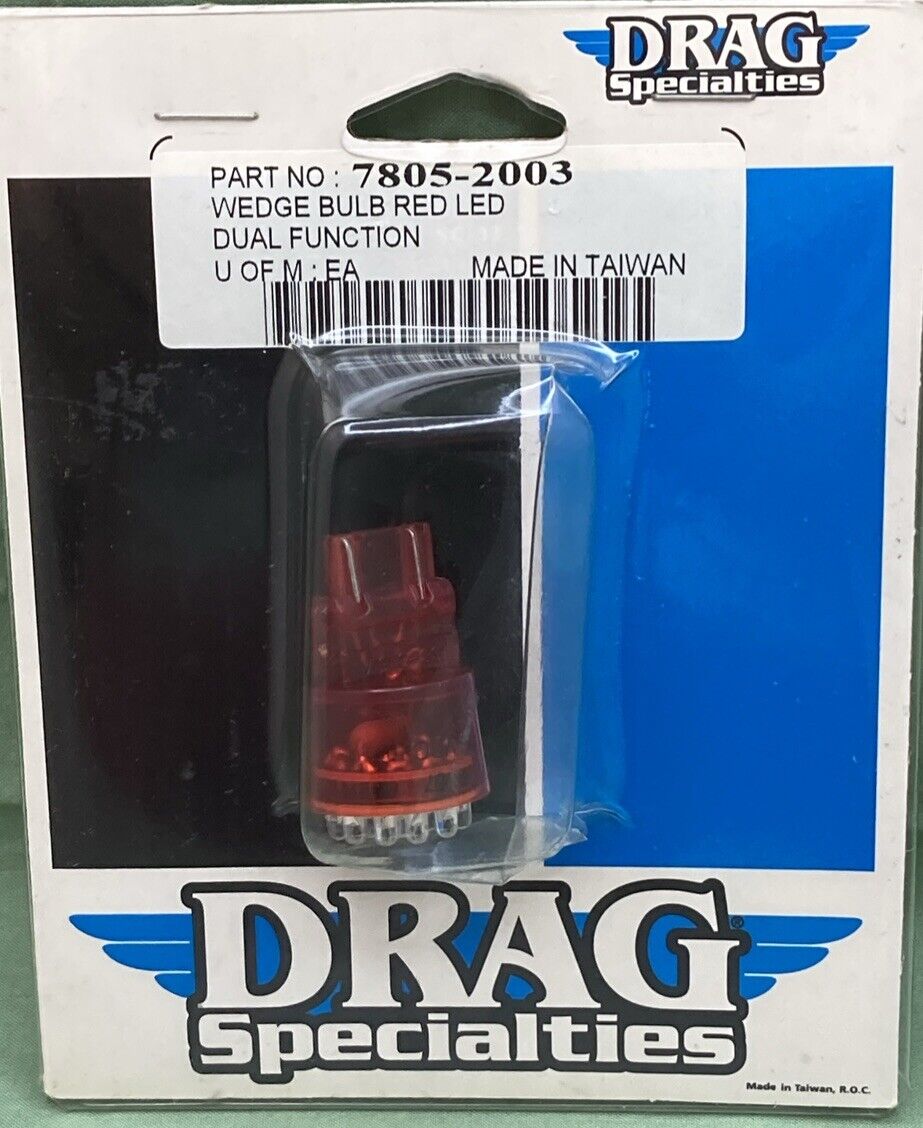 DRAG
Specialties
PART NO : 7805-2003
WEDGE BULB RED LED
DUAL FUNCTION
U OF M : EA MADE IN TAIWAN
DRAG®
Specialties
Made in Taiwan, R.O.C.